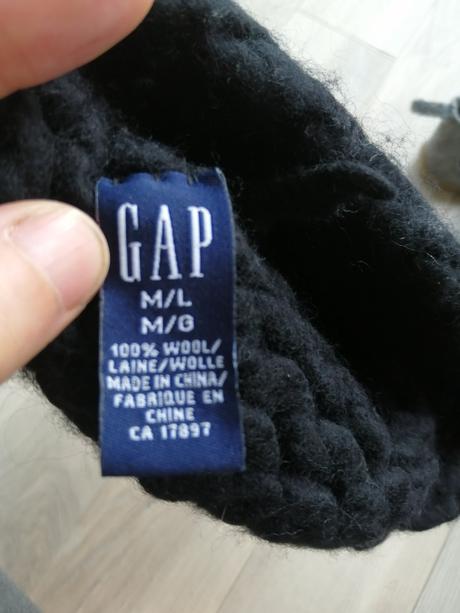 GAP
M/L
M/G
100% WOOL/
LAINE/WOLLE
MADE IN CHINA/
FABRIQUE EN
CHINE
CA 17897